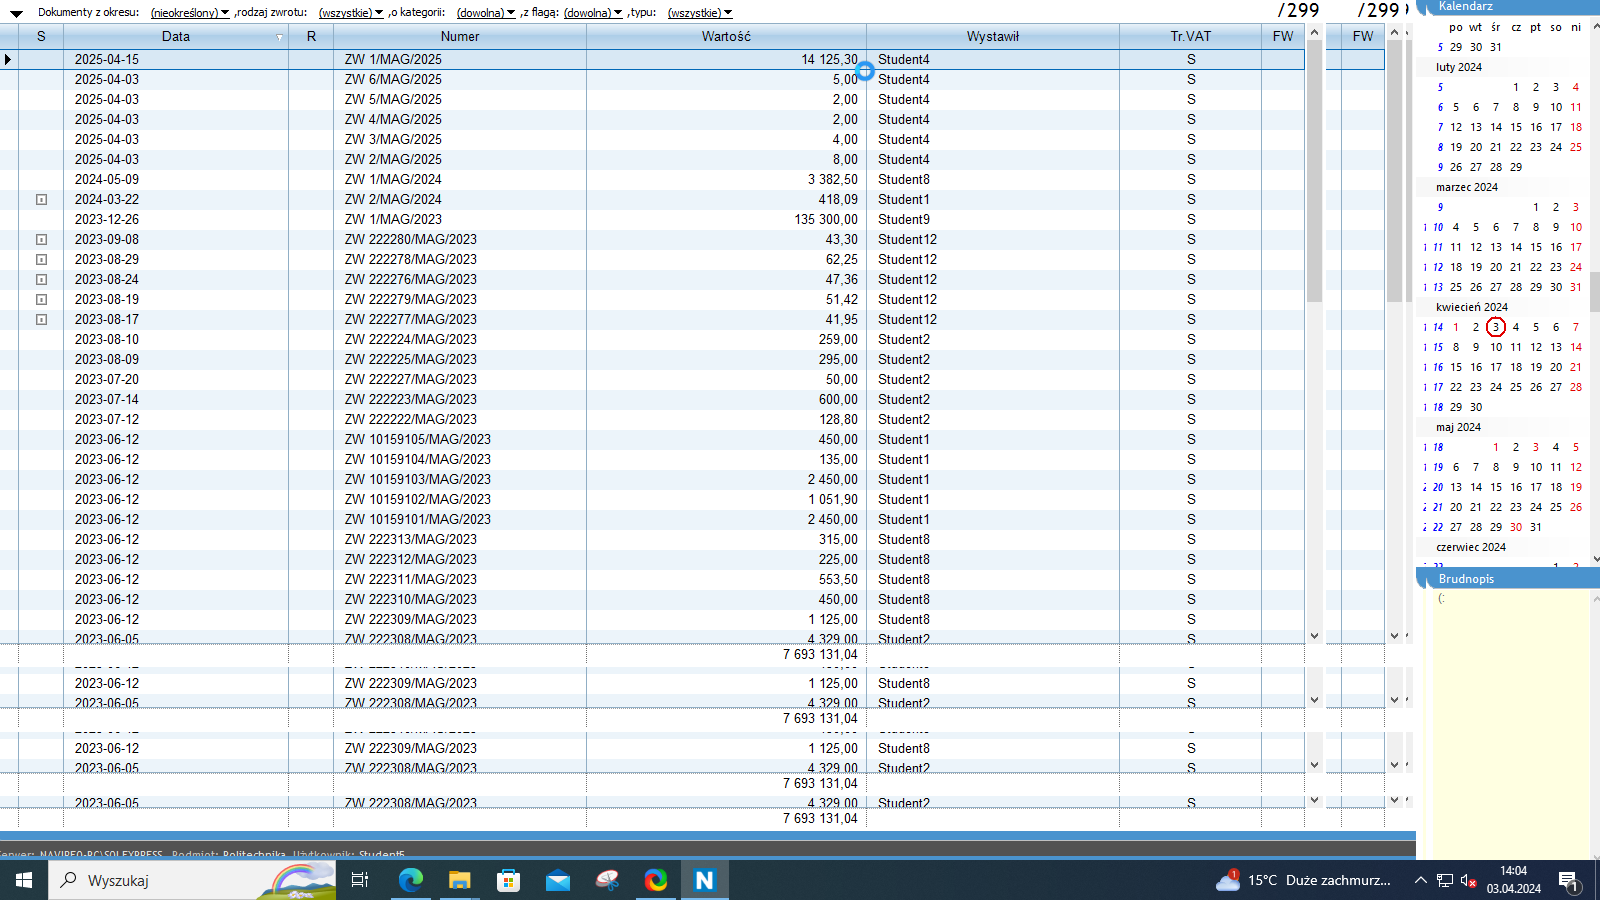 Dokumenty z okresu: (nieokreślony) ,rodzaj zwrotu: (wszystkie) ,o kategorii: (dowolna) ,z flagą: (dowolna) ,typu: (wszystkie) /299 /299
S Data R Numer Wartość Wystawił Tr.VAT FW FW
2025-04-15 ZW 1/MAG/2025 14 125,30 Student4 S
2025-04-03 ZW 6/MAG/2025 5,00 Student4 S
2025-04-03 ZW 5/MAG/2025 2,00 Student4 S
2025-04-03 ZW 4/MAG/2025 2,00 Student4 S
2025-04-03 ZW 3/MAG/2025 4,00 Student4 S
2025-04-03 ZW 2/MAG/2025 8,00 Student4 S
2024-05-09 ZW 1/MAG/2024 3 382,50 Student8 S
2024-03-22 ZW 2/MAG/2024 418,09 Student1 S
2023-12-26 ZW 1/MAG/2023 135 300,00 Student9 S
2023-09-08 ZW 222280/MAG/2023 43,30 Student12 S
2023-08-29 ZW 222278/MAG/2023 62,25 Student12 S
2023-08-24 ZW 222276/MAG/2023 47,36 Student12 S
2023-08-19 ZW 222279/MAG/2023 51,42 Student12 S
2023-08-17 ZW 222277/MAG/2023 41,95 Student12 S
2023-08-10 ZW 222224/MAG/2023 259,00 Student2 S
2023-08-09 ZW 222225/MAG/2023 295,00 Student2 S
2023-07-20 ZW 222227/MAG/2023 50,00 Student2 S
2023-07-14 ZW 222223/MAG/2023 600,00 Student2 S
2023-07-12 ZW 222222/MAG/2023 128,80 Student2 S
2023-06-12 ZW 10159105/MAG/2023 450,00 Student1 S
2023-06-12 ZW 10159104/MAG/2023 135,00 Student1 S
2023-06-12 ZW 10159103/MAG/2023 2 450,00 Student1 S
2023-06-12 ZW 10159102/MAG/2023 1 051,90 Student1 S
2023-06-12 ZW 10159101/MAG/2023 2 450,00 Student1 S
2023-06-12 ZW 222313/MAG/2023 315,00 Student8 S
2023-06-12 ZW 222312/MAG/2023 225,00 Student8 S
2023-06-12 ZW 222311/MAG/2023 553,50 Student8 S
2023-06-12 ZW 222310/MAG/2023 450,00 Student8 S
2023-06-12 ZW 222309/MAG/2023 1 125,00 Student8 S
2023-06-05 ZW 222308/MAG/2023 4 329,00 Student2 S
7 693 131,04
2023-06-12 ZW 222309/MAG/2023 1 125,00 Student8 S
2023-06-05 ZW 222308/MAG/2023 4 329,00 Student2 S
7 693 131,04
2023-06-12 ZW 222309/MAG/2023 1 125,00 Student8 S
2023-06-05 ZW 222308/MAG/2023 4 329,00 Student2 S
7 693 131,04
2023-06-05 ZW 222308/MAG/2023 4 329,00 Student2 S
7 693 131,04
Kalendarz
po wt śr cz pt so ni
5 29 30 31
luty 2024
5 1 2 3 4
6 5 6 7 8 9 10 11
7 12 13 14 15 16 17 18
8 19 20 21 22 23 24 25
9 26 27 28 29
marzec 2024
9 1 2 3
10 4 5 6 7 8 9 10
11 11 12 13 14 15 16 17
12 18 19 20 21 22 23 24
13 25 26 27 28 29 30 31
kwiecień 2024
14 1 2 3 4 5 6 7
15 8 9 10 11 12 13 14
16 15 16 17 18 19 20 21
17 22 23 24 25 26 27 28
18 29 30
maj 2024
18 1 2 3 4 5
19 6 7 8 9 10 11 12
20 13 14 15 16 17 18 19
21 20 21 22 23 24 25 26
22 27 28 29 30 31
czerwiec 2024
Brudnopis
(:
Podmiot: Politechnika Użytkownik: Student5
Wyszukaj
N
1 15°C Duże zachmurz...
14:04
03.04.2024
1